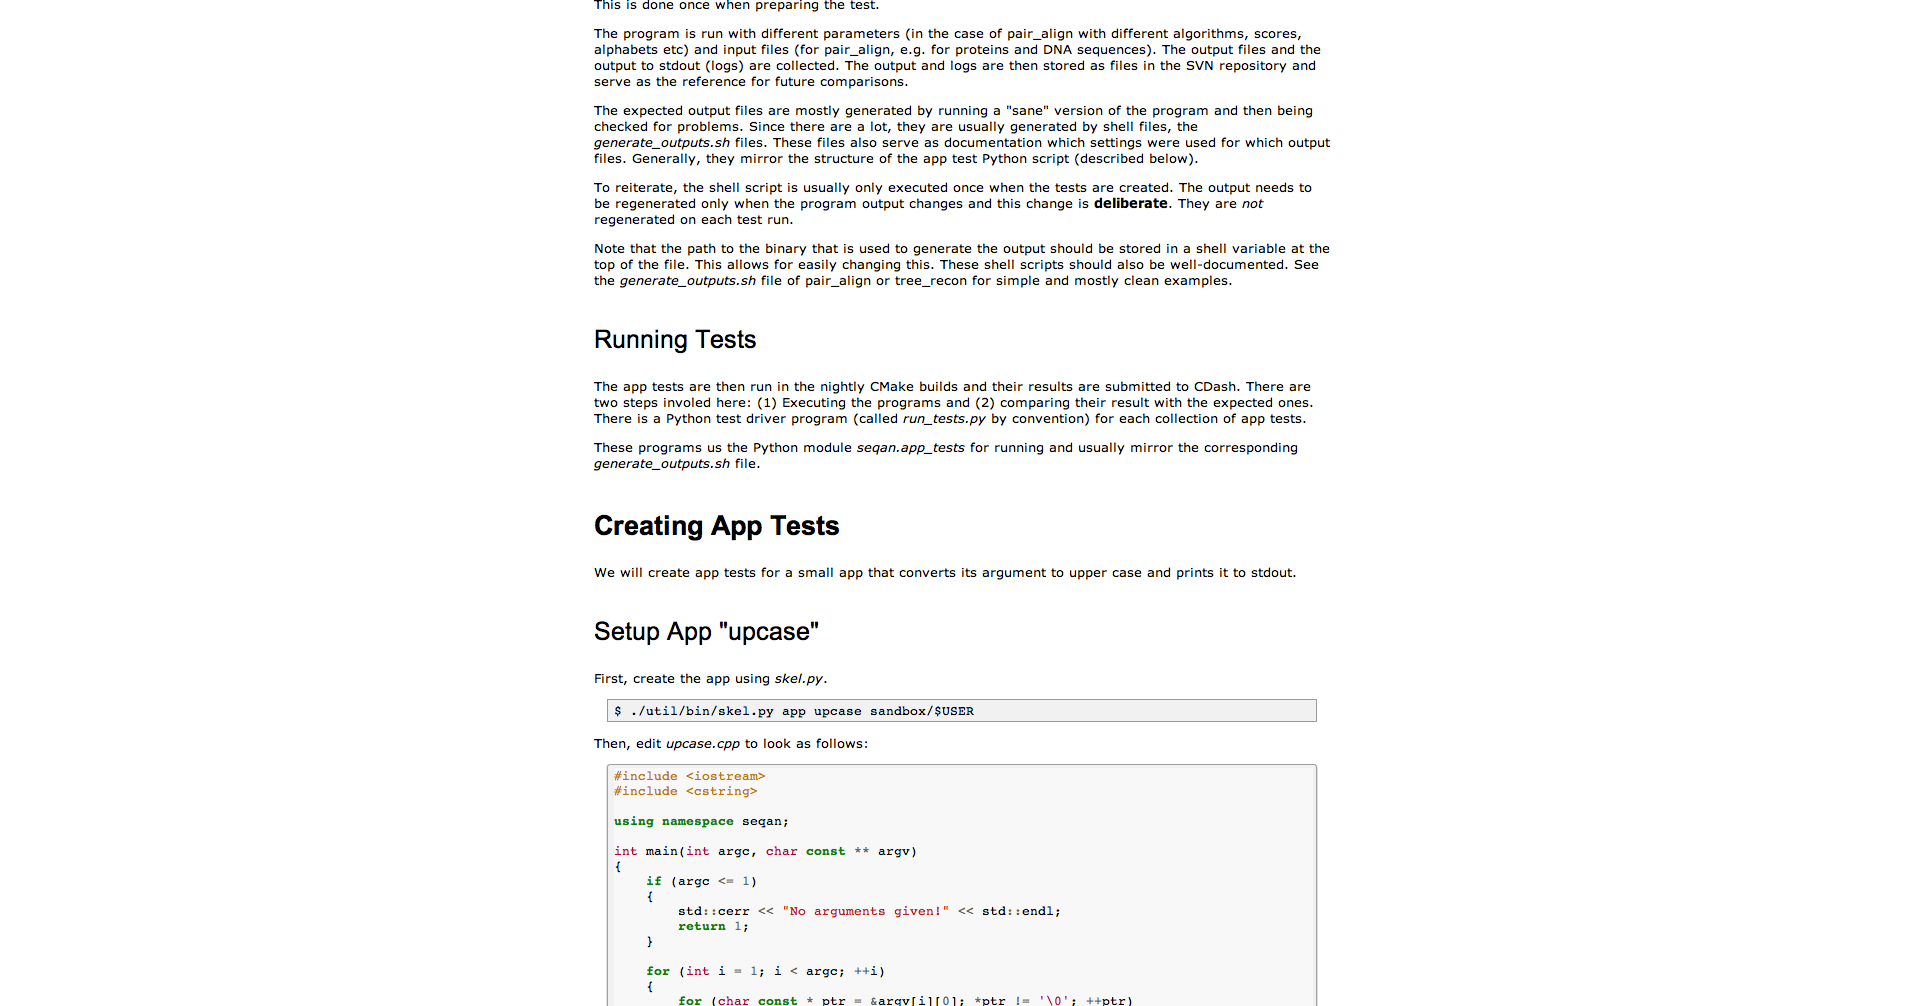 This is done once when preparing the test.
The program is run with different parameters (in the case of pair_align with different algorithms, scores,
alphabets etc) and input files (for pair_align, e.g. for proteins and DNA sequences). The output files and the
output to stdout (logs) are collected. The output and logs are then stored as files in the SVN repository and
serve as the reference for future comparisons.
The expected output files are mostly generated by running a "sane" version of the program and then being
checked for problems. Since there are a lot, they are usually generated by shell files, the
generate_outputs.sh files. These files also serve as documentation which settings were used for which output
files. Generally, they mirror the structure of the app test Python script (described below).
To reiterate, the shell script is usually only executed once when the tests are created. The output needs to
be regenerated only when the program output changes and this change is deliberate. They are not
regenerated on each test run.
Note that the path to the binary that is used to generate the output should be stored in a shell variable at the
top of the file. This allows for easily changing this. These shell scripts should also be well-documented. See
the generate_outputs.sh file of pair_align or tree_recon for simple and mostly clean examples.
Running Tests
The app tests are then run in the nightly CMake builds and their results are submitted to CDash. There are
two steps involed here: (1) Executing the programs and (2) comparing their result with the expected ones.
There is a Python test driver program (called run_tests.py by convention) for each collection of app tests.
These programs us the Python module seqan.app_tests for running and usually mirror the corresponding
generate_outputs.sh file.
Creating App Tests
We will create app tests for a small app that converts its argument to upper case and prints it to stdout.
Setup App "upcase"
First, create the app using skel.py.
$ ./util/bin/skel.py app upcase sandbox/$USER
Then, edit upcase.cpp to look as follows:
#include <iostream>
#include <cstring>
using namespace seqan;
int main(int argc, char const ** argv)
{
    if (argc <= 1)
    {
        std::cerr << "No arguments given!" << std::endl;
        return 1;
    }
    for (int i = 1; i < argc; ++i)
    {
        for (char const * ptr = &argv[i][0]; *ptr != '\0'; ++ptr)